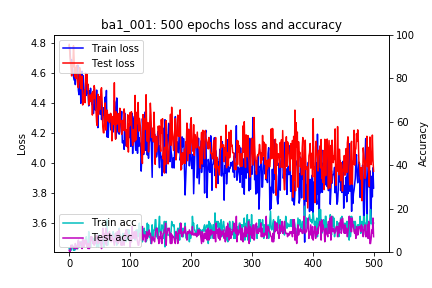 ba1_001: 500 epochs loss and accuracy
Train loss
Test loss
Train acc
Test acc
Loss
4.8
4.6
4.4
4.2
4.0
3.8
3.6
Accuracy
100
80
60
40
20
0
0
100
200
300
400
500